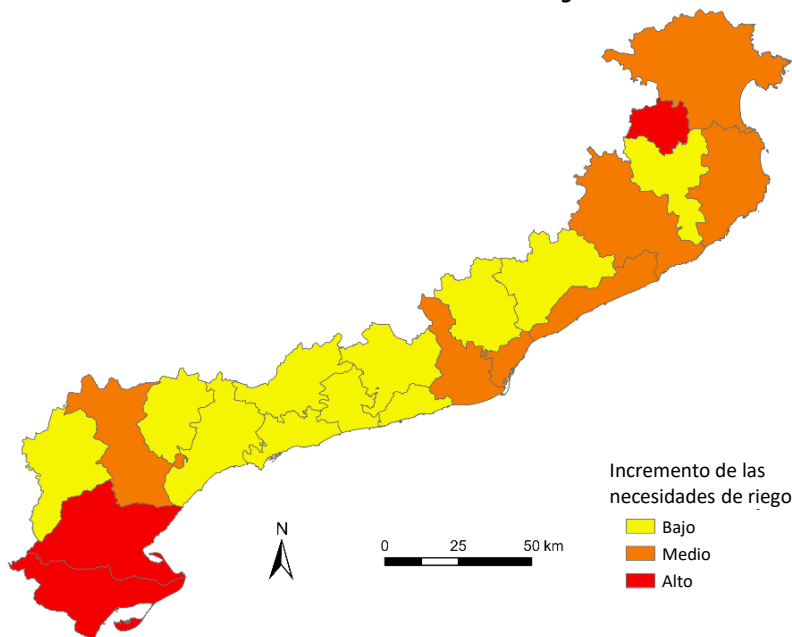 N
0 25 50 km
Incremento de las
necesidades de riego
Bajo
Medio
Alto